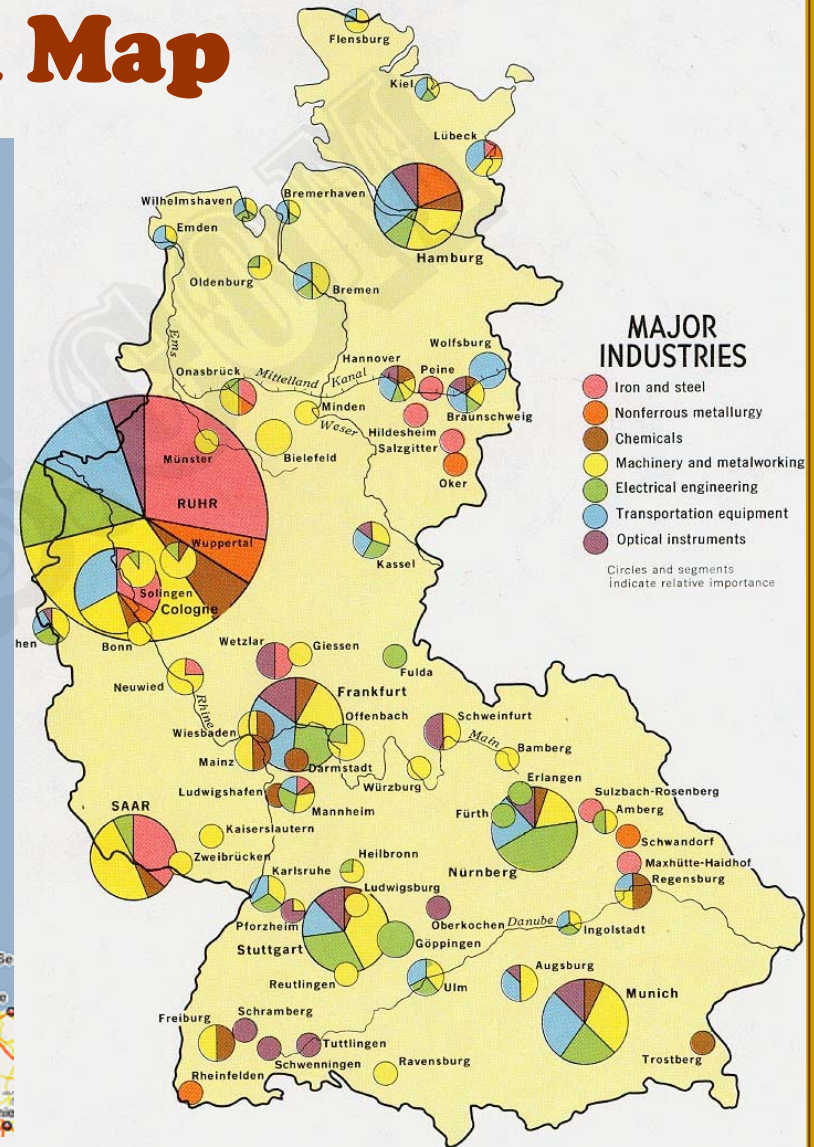 Map
Flensburg
Kiel
Lübeck
Wilhelmshaven
Bremerhaven
Emden
Hamburg
Oldenburg
Bremen
Ems
Wolfsburg
Hannover
Peine
Onasbrück
Mittelland Kanal
Minden
Braunschweig
Weser
Hildesheim
Münster
Bielefeld
Salzgitter
Oker
RUHR
Wuppertal
Kassel
Solingen
Cologne
hen
Bonn
Wetzlar
Giessen
Fulda
Neuwied
Rhine
Frankfurt
Offenbach
Schweinfurt
Wiesbaden
Main
Bamberg
Mainz
Darmstadt
Würzburg
Erlangen
Ludwigshafen
Sulzbach-Rosenberg
SAAR
Mannheim
Fürth
Amberg
Kaiserslautern
Schwandorf
Zweibrücken
Heilbronn
Nürnberg
Maxhütte-Haidhof
Karlsruhe
Regensburg
Ludwigsburg
Pforzheim
Oberkochen
Danube
Ingolstadt
Stuttgart
Göppingen
Reutlingen
Ulm
Augsburg
Munich
Freiburg
Schramberg
Tuttlingen
Schwenningen
Ravensburg
Trostberg
Rheinfelden
MAJOR
INDUSTRIES
Iron and steel
Nonferrous metallurgy
Chemicals
Machinery and metalworking
Electrical engineering
Transportation equipment
Optical instruments
Circles and segments
indicate relative importance